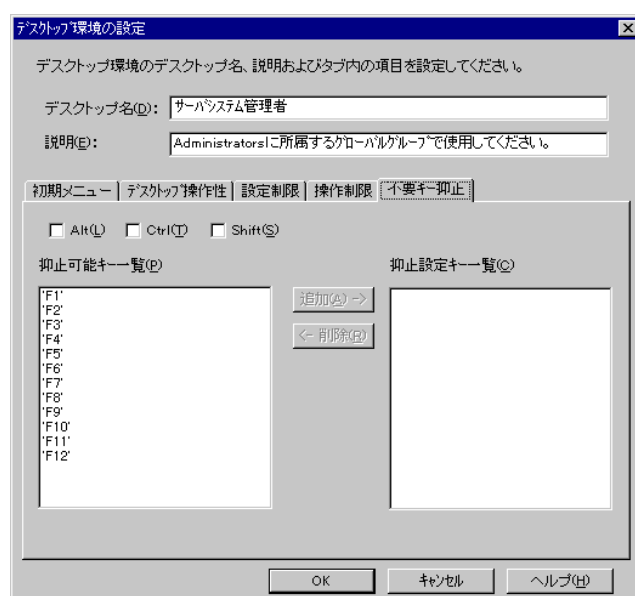 ﾃﾞｽｸﾄｯﾌﾟ環境の設定
デスクトップ環境のデスクトップ名、説明およびタブ内の項目を設定してください。
デスクトップ名(D): ｻｰﾊﾞｼｽﾃﾑ管理者
説明(E): Administratorsに所属するｸﾞﾛｰﾊﾞﾙｸﾞﾙｰﾌﾟで使用してください。
初期メニュー ﾃﾞｽｸﾄｯﾌﾟ操作性 設定制限 操作制限 不要キー抑止
Alt(L) Ctrl(T) Shift(S)
抑止可能キー一覧(P) 抑止設定キー一覧(C)
'F1'
'F2'
'F3'
'F4'
'F5'
'F6'
'F7'
'F8'
'F9'
'F10'
'F11'
'F12'
追加(A) ->
<- 削除(R)
OK ｷｬﾝｾﾙ ヘルプ(H)